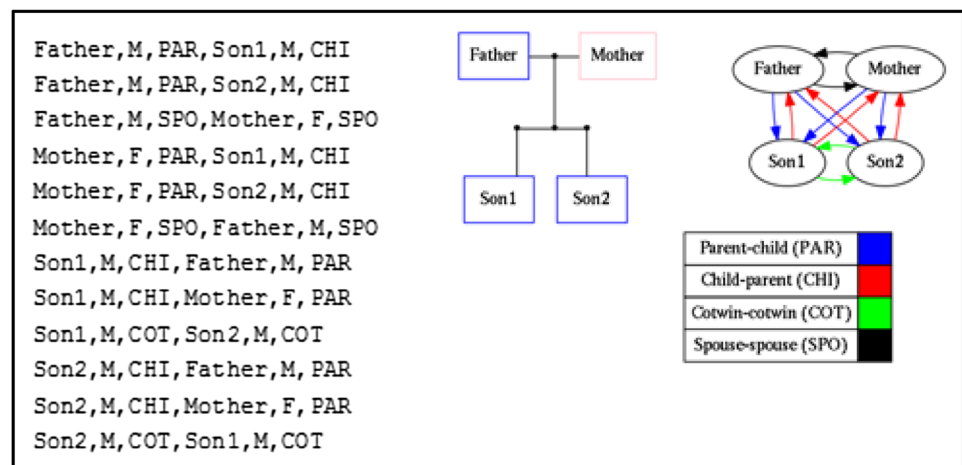 Father,M,PAR,Son1,M,CHI
Father,M,PAR,Son2,M,CHI
Father,M,SPO,Mother,F,SPO
Mother,F,PAR,Son1,M,CHI
Mother,F,PAR,Son2,M,CHI
Mother,F,SPO,Father,M,SPO
Son1,M,CHI,Father,M,PAR
Son1,M,CHI,Mother,F,PAR
Son1,M,COT,Son2,M,COT
Son2,M,CHI,Father,M,PAR
Son2,M,CHI,Mother,F,PAR
Son2,M,COT,Son1,M,COT
Father Mother
Son1 Son2
Father Mother
Son1 Son2
Parent-child (PAR)
Child-parent (CHI)
Cotwin-cotwin (COT)
Spouse-spouse (SPO)